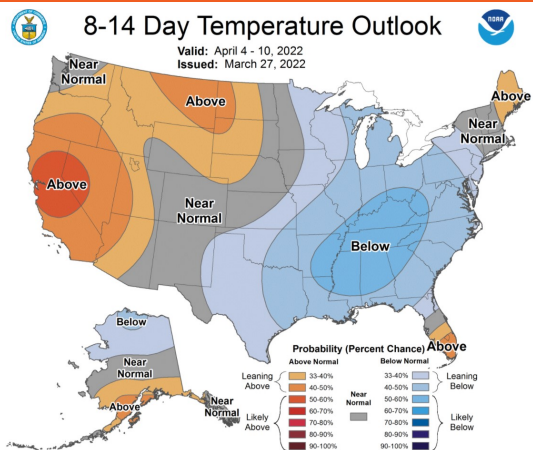 8-14 Day Temperature Outlook
Valid: April 4 - 10, 2022
Issued: March 27, 2022
NOAA
Near
Normal
Above
Above
Near
Normal
Above
Near
Normal
Below
Above
Below
Near
Normal
Above
Near
Normal
Probability (Percent Chance)
Above Normal
Below Normal
Leaning
Above
33-40%
40-50%
Likely
Above
50-60%
60-70%
70-80%
80-90%
90-100%
Near
Normal
33-40%
40-50%
Leaning
Below
50-60%
60-70%
70-80%
80-90%
90-100%
Likely
Below